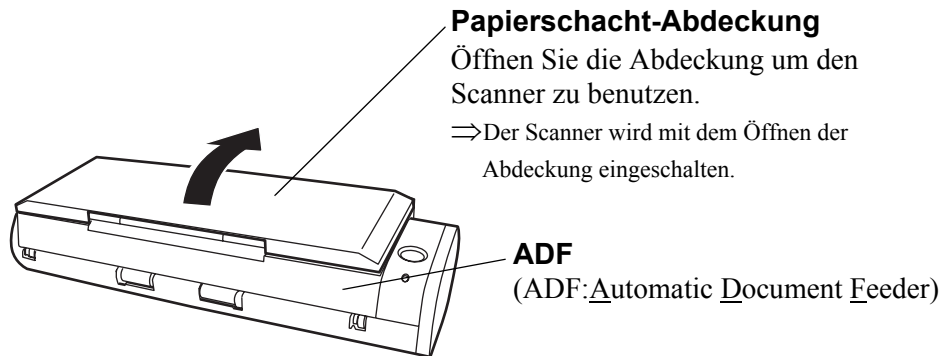 Papierschacht-Abdeckung
Öffnen Sie die Abdeckung um den
Scanner zu benutzen.
⇒Der Scanner wird mit dem Öffnen der
Abdeckung eingeschalten.
ADF
(ADF:Automatic Document Feeder)